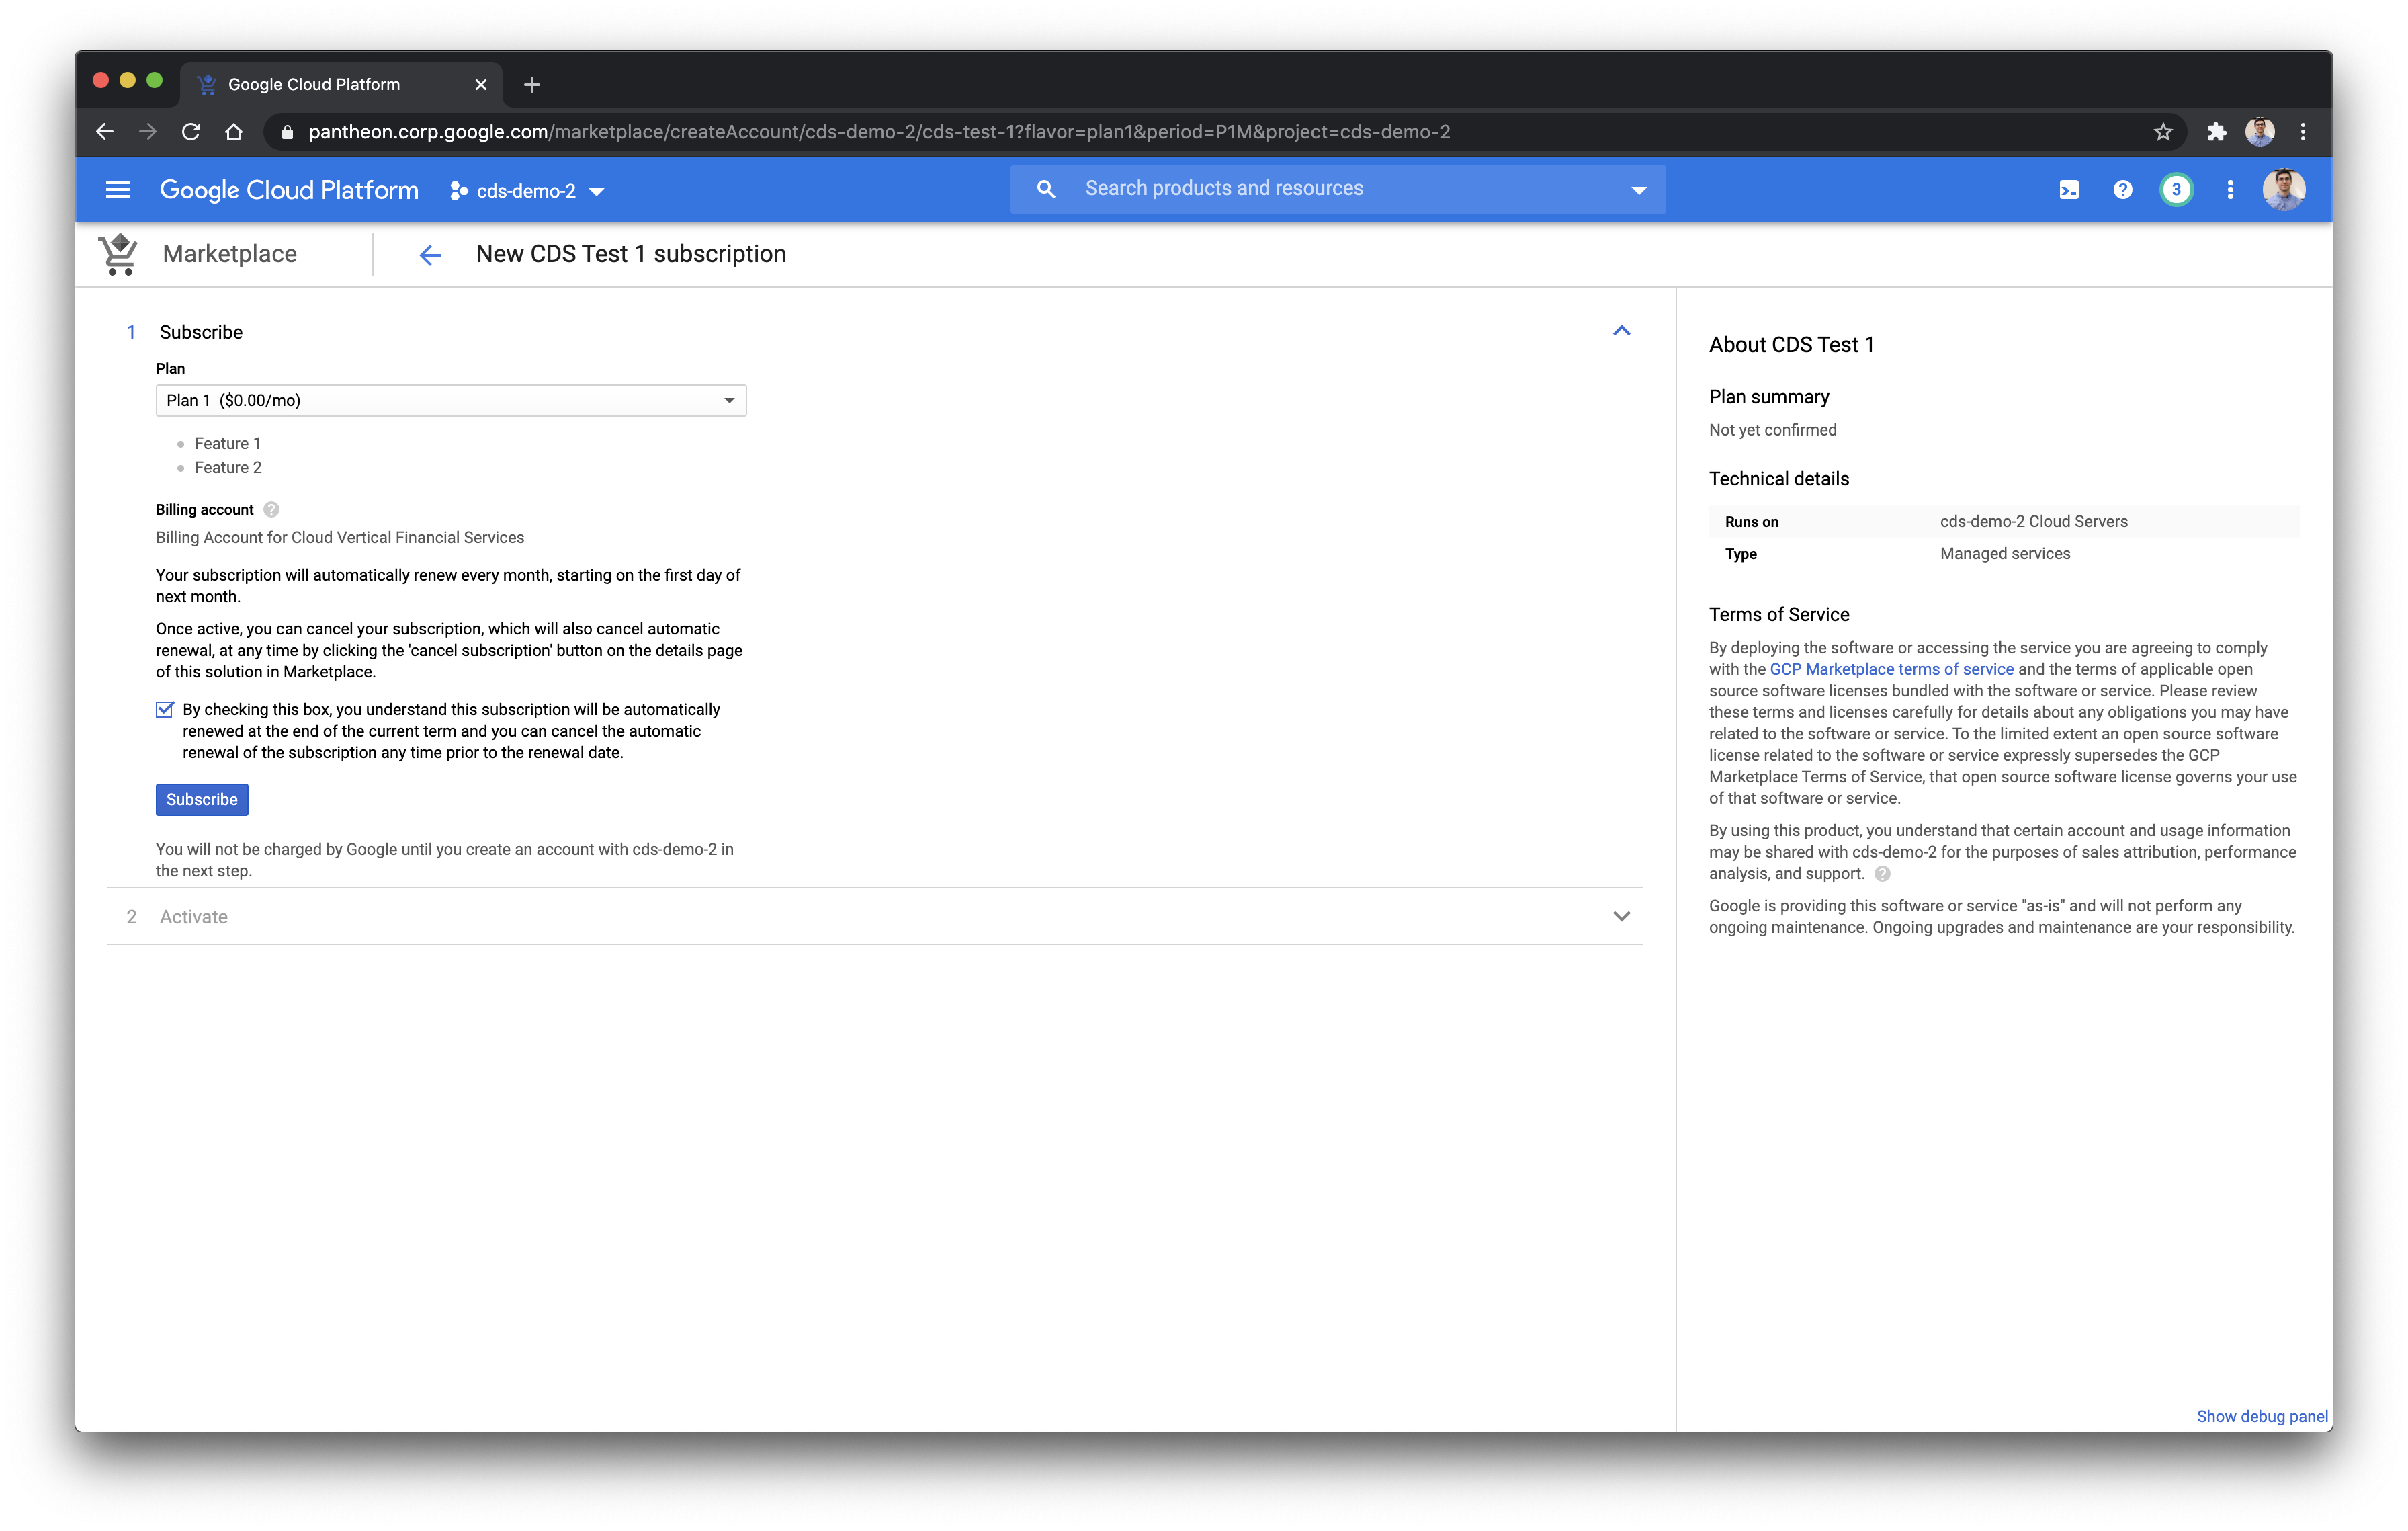 Google Cloud Platform
pantheon.corp.google.com/marketplace/createAccount/cds-demo-2/cds-test-1?flavor=plan1&period=P1M&project=cds-demo-2
Google Cloud Platform
cds-demo-2
Search products and resources
3
Marketplace
New CDS Test 1 subscription
1 Subscribe
Plan
Plan 1 ($0.00/mo)
Feature 1
Feature 2
Billing account
Billing Account for Cloud Vertical Financial Services
Your subscription will automatically renew every month, starting on the first day of
next month.
Once active, you can cancel your subscription, which will also cancel automatic
renewal, at any time by clicking the 'cancel subscription' button on the details page
of this solution in Marketplace.
By checking this box, you understand this subscription will be automatically
renewed at the end of the current term and you can cancel the automatic
renewal of the subscription any time prior to the renewal date.
Subscribe
You will not be charged by Google until you create an account with cds-demo-2 in
the next step.
2 Activate
About CDS Test 1
Plan summary
Not yet confirmed
Technical details
Runs on cds-demo-2 Cloud Servers
Type Managed services
Terms of Service
By deploying the software or accessing the service you are agreeing to comply
with the GCP Marketplace terms of service and the terms of applicable open
source software licenses bundled with the software or service. Please review
these terms and licenses carefully for details about any obligations you may have
related to the software or service. To the limited extent an open source software
license related to the software or service expressly supersedes the GCP
Marketplace Terms of Service, that open source software license governs your use
of that software or service.
By using this product, you understand that certain account and usage information
may be shared with cds-demo-2 for the purposes of sales attribution, performance
analysis, and support.
Google is providing this software or service "as-is" and will not perform any
ongoing maintenance. Ongoing upgrades and maintenance are your responsibility.
Show debug panel